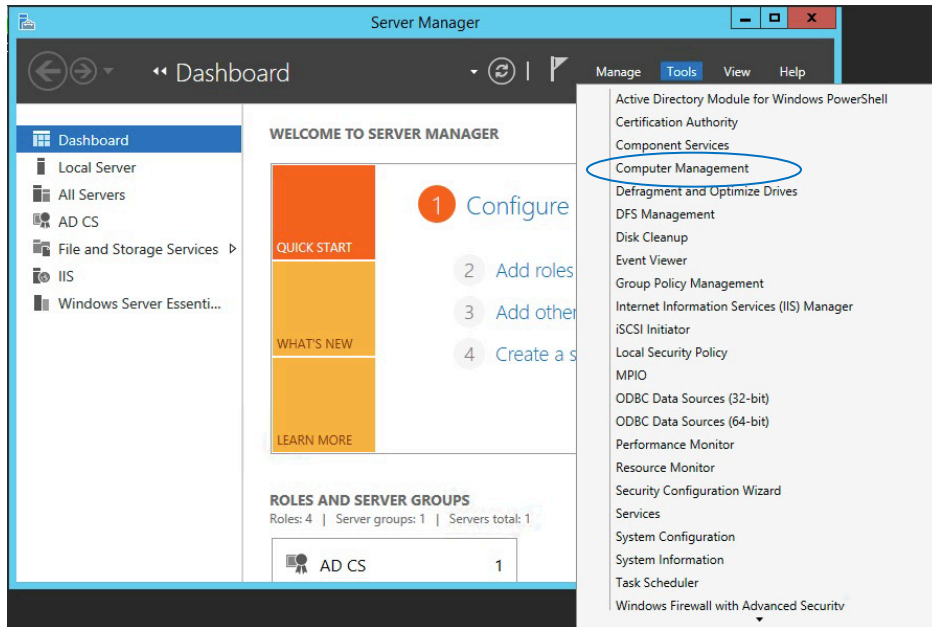 Server Manager
Dashboard
Manage Tools View Help
Dashboard
Local Server
All Servers
AD CS
File and Storage Services
IIS
Windows Server Essenti...
WELCOME TO SERVER MANAGER
QUICK START
WHAT'S NEW
LEARN MORE
1 Configure
2 Add roles
3 Add other
4 Create a s
ROLES AND SERVER GROUPS
Roles: 4 | Server groups: 1 | Servers total: 1
AD CS 1
Active Directory Module for Windows PowerShell
Certification Authority
Component Services
Computer Management
Defragment and Optimize Drives
DFS Management
Disk Cleanup
Event Viewer
Group Policy Management
Internet Information Services (IIS) Manager
iSCSI Initiator
Local Security Policy
MPIO
ODBC Data Sources (32-bit)
ODBC Data Sources (64-bit)
Performance Monitor
Resource Monitor
Security Configuration Wizard
Services
System Configuration
System Information
Task Scheduler
Windows Firewall with Advanced Security